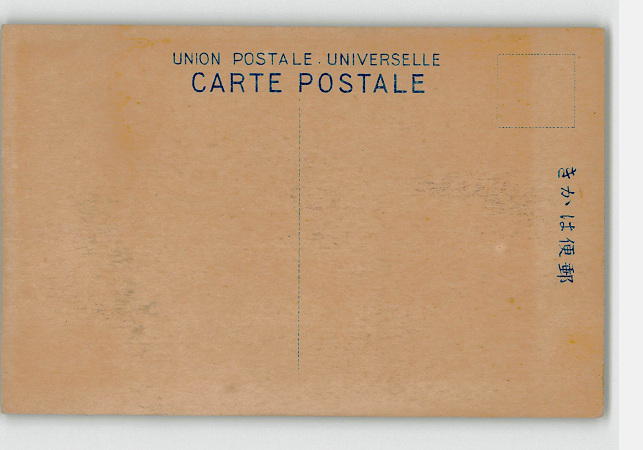 UNION POSTALE UNIVERSELLE
CARTE POSTALE
郵便はかき